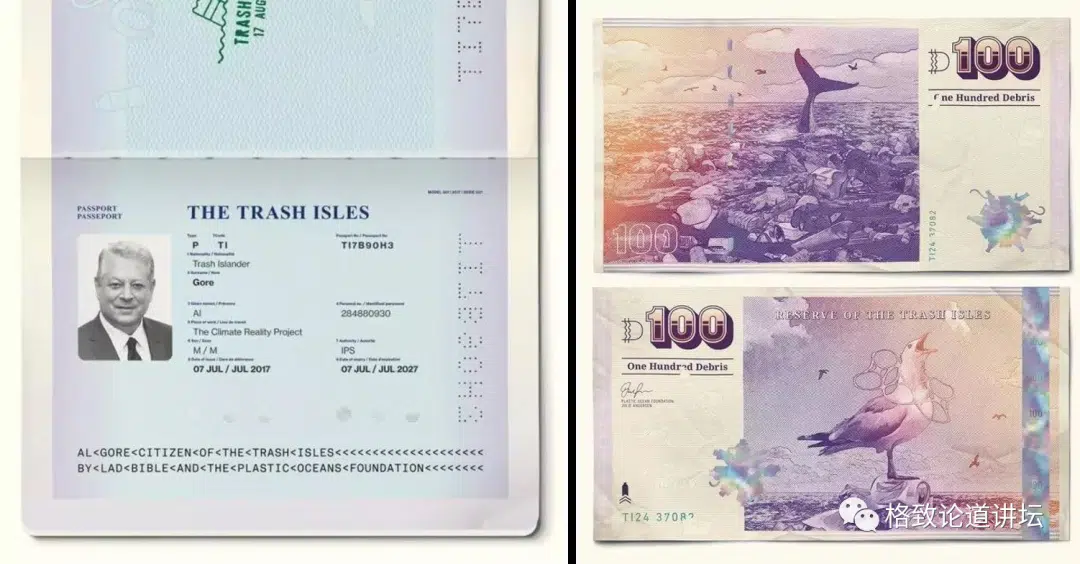 TRASH
17 AUG
PASSPORT
PASSEPORT
THE TRASH ISLES
P TI
TI7B90H3
Trash Islander
Gore
Al
284880930
The Climate Reality Project
M / M
IPS
07 JUL / JUL 2017
07 JUL / JUL 2027
AL<GORE<CITIZEN<OF<THE<TRASH<ISLES<<<<<<<<<<<<<<<<<<<<<
BY<LAD<BIBLE<AND<THE<PLASTIC<OCEANS<FOUNDATION<<<<<<<<
100
One Hundred Debris
100
TI24 37082
100
One Hundred Debris
RESERVE OF THE TRASH ISLES
PLASTIC OCEAN FOUNDATION
100
TI24 37082
格致论道讲坛